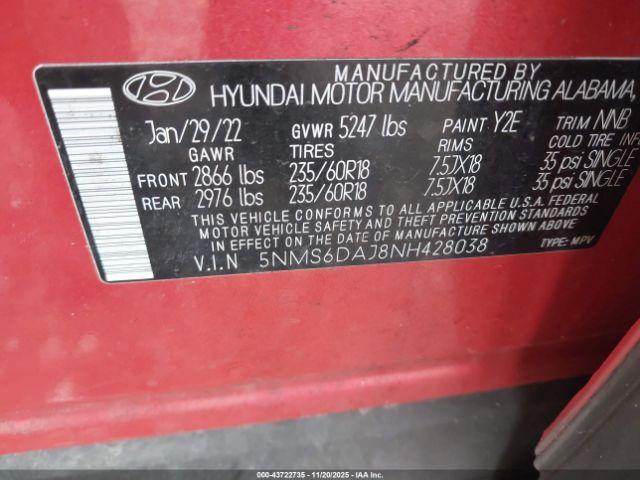 MANUFACTURED BY
HYUNDAI MOTOR MANUFACTURING ALABAMA,
Jan/29/22 GVWR 5247 lbs PAINT Y2E TRIM NNB
GAWR TIRES RIMS COLD TIRE INF
FRONT 2866 lbs 235/60R18 7.5JX18 35 psi SINGLE
REAR 2976 lbs 235/60R18 7.5JX18 35 psi SINGLE
THIS VEHICLE CONFORMS TO ALL APPLICABLE U.S.A. FEDERAL
MOTOR VEHICLE SAFETY AND THEFT PREVENTION STANDARDS
IN EFFECT ON THE DATE OF MANUFACTURE SHOWN ABOVE
V.I.N 5NMS6DAJ8NH428038 TYPE: MPV
000-43722735 - 11/20/2025 - IAAI.COM